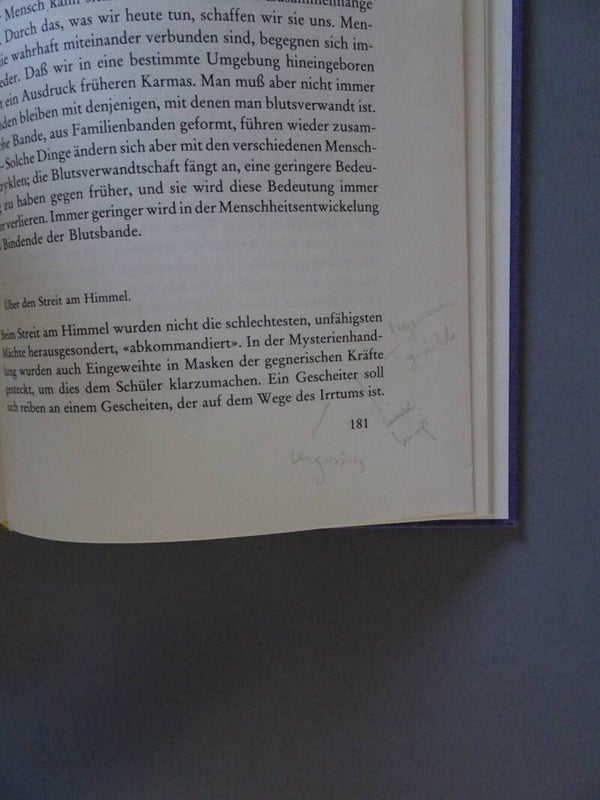 Mensch kann
Durch das, was wir heute tun, schaffen wir sie uns. Men-
wahrhaft miteinander verbunden sind, begegnen sich im-
eder. Daß wir in eine bestimmte Umgebung hineingeboren
ein Ausdruck früheren Karmas. Man muß aber nicht immer
nden bleiben mit denjenigen, mit denen man blutsverwandt ist.
he Bande, aus Familienbanden geformt, führen wieder zusam-
Solche Dinge ändern sich aber mit den verschiedenen Mensch-
zyklen; die Blutsverwandtschaft fängt an, eine geringere Bedeu-
zu haben gegen früher, und sie wird diese Bedeutung immer
r verlieren. Immer geringer wird in der Menschheitsentwickelung
Bindende der Blutsbande.
Über den Streit am Himmel.
Beim Streit am Himmel wurden nicht die schlechtesten, unfähigsten
Mächte herausgesondert, «abkommandiert». In der Mysterienhand-
lung wurden auch Eingeweihte in Masken der gegnerischen Kräfte
gesteckt, um dies dem Schüler klarzumachen. Ein Gescheiter soll
sich reiben an einem Gescheiten, der auf dem Wege des Irrtums ist.
181